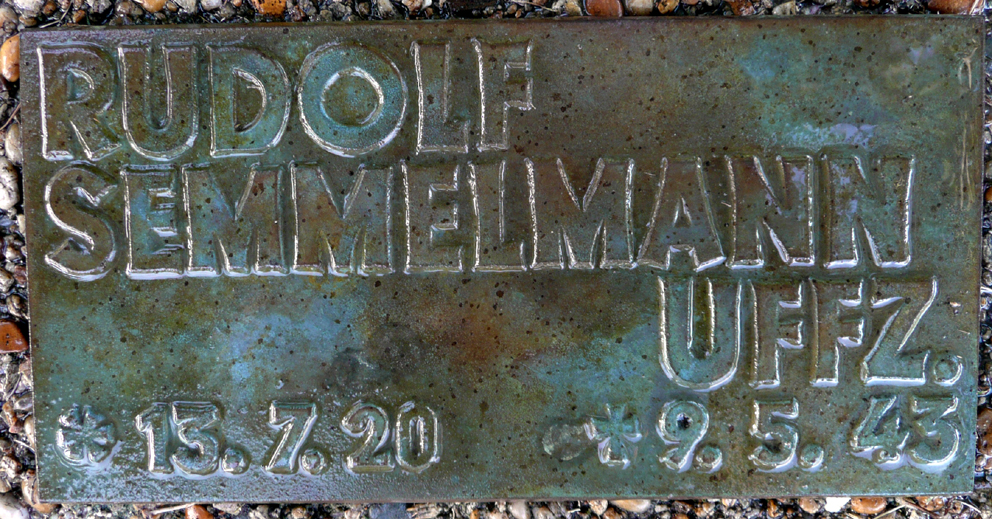 RUDOLF
SEMMELMANN
UFFZ.
* 13.7.20 * 9.5.43